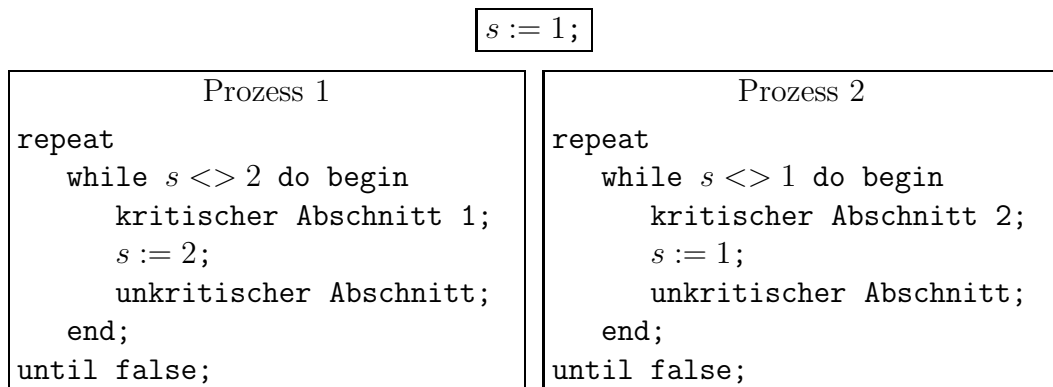 s := 1;
Prozess 1
repeat
while s <> 2 do begin
kritischer Abschnitt 1;
s := 2;
unkritischer Abschnitt;
end;
until false;
Prozess 2
repeat
while s <> 1 do begin
kritischer Abschnitt 2;
s := 1;
unkritischer Abschnitt;
end;
until false;